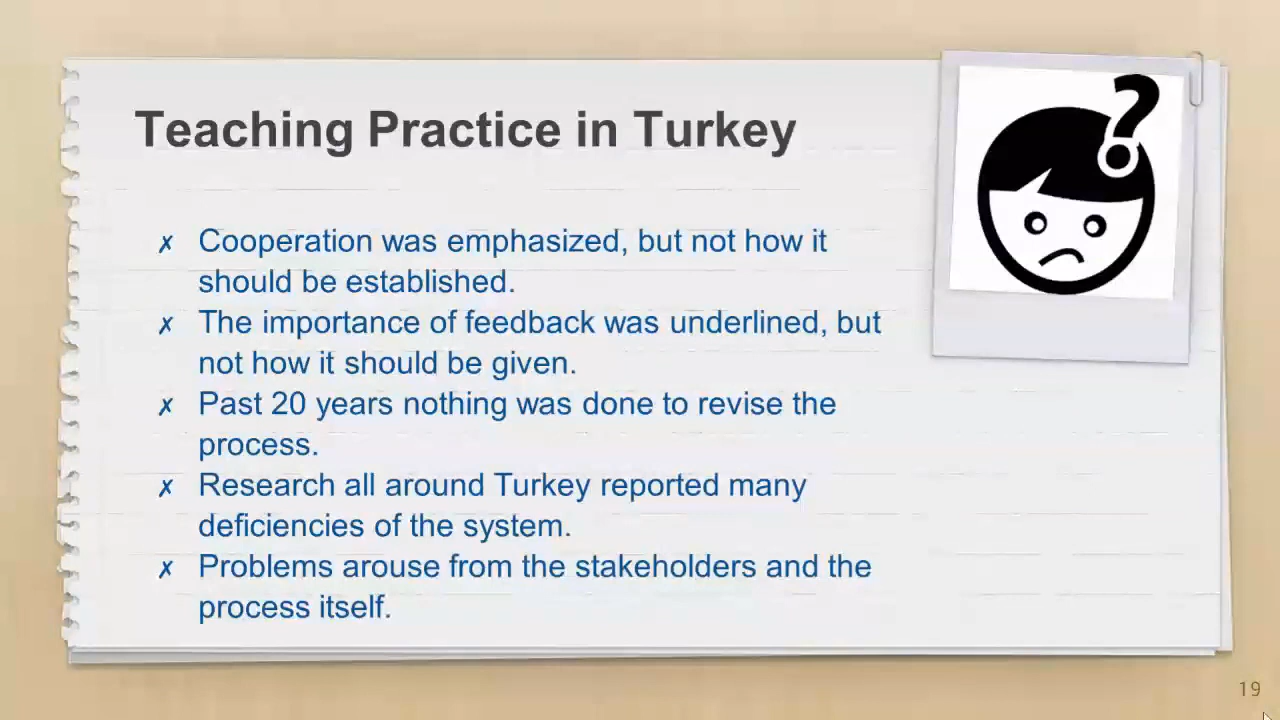 Teaching Practice in Turkey
✗ Cooperation was emphasized, but not how it
should be established.
✗ The importance of feedback was underlined, but
not how it should be given.
✗ Past 20 years nothing was done to revise the
process.
✗ Research all around Turkey reported many
deficiencies of the system.
✗ Problems arouse from the stakeholders and the
process itself.
?
19